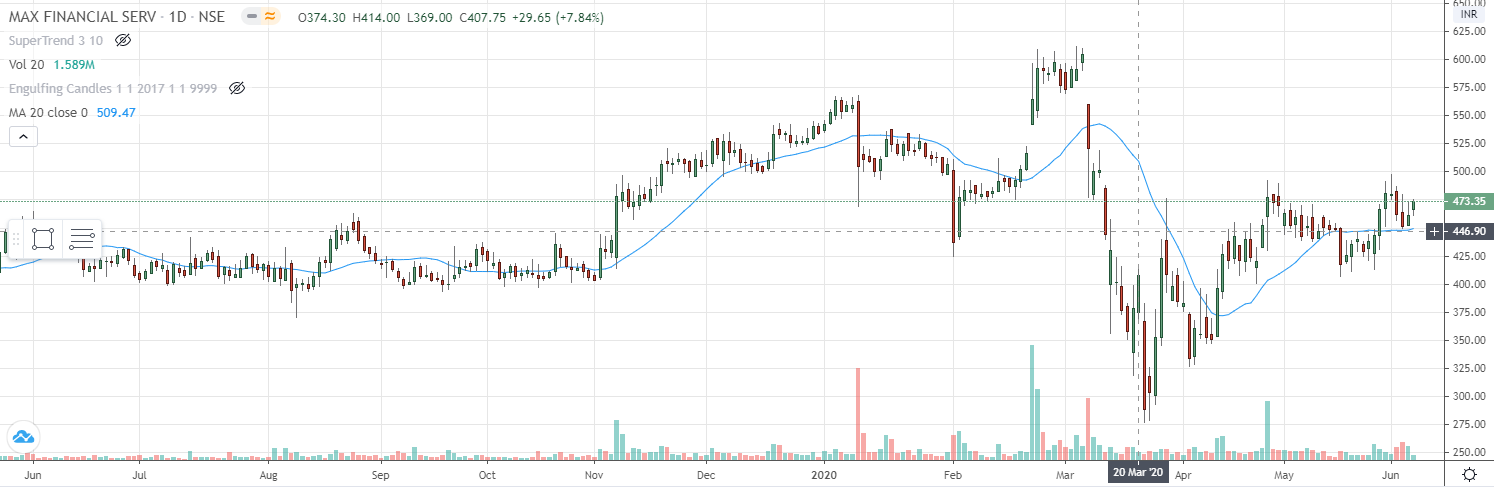 MAX FINANCIAL SERV · 1D · NSE O374.30 H414.00 L369.00 C407.75 +29.65 (+7.84%)
SuperTrend 3 10
Vol 20 1.589M
Engulfing Candles 1 1 2017 1 1 9999
MA 20 close 0 509.47
650.00
INR
625.00
600.00
575.00
550.00
525.00
500.00
473.35
446.90
425.00
400.00
375.00
350.00
325.00
300.00
275.00
250.00
Jun Jul Aug Sep Oct Nov Dec 2020 Feb Mar 20 Mar '20 Apr May Jun